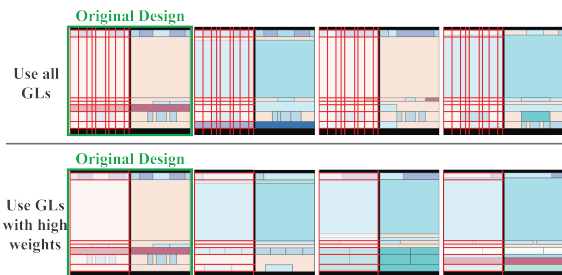 Original Design
Use all
GLs
Original Design
Use GLs
with high
weights